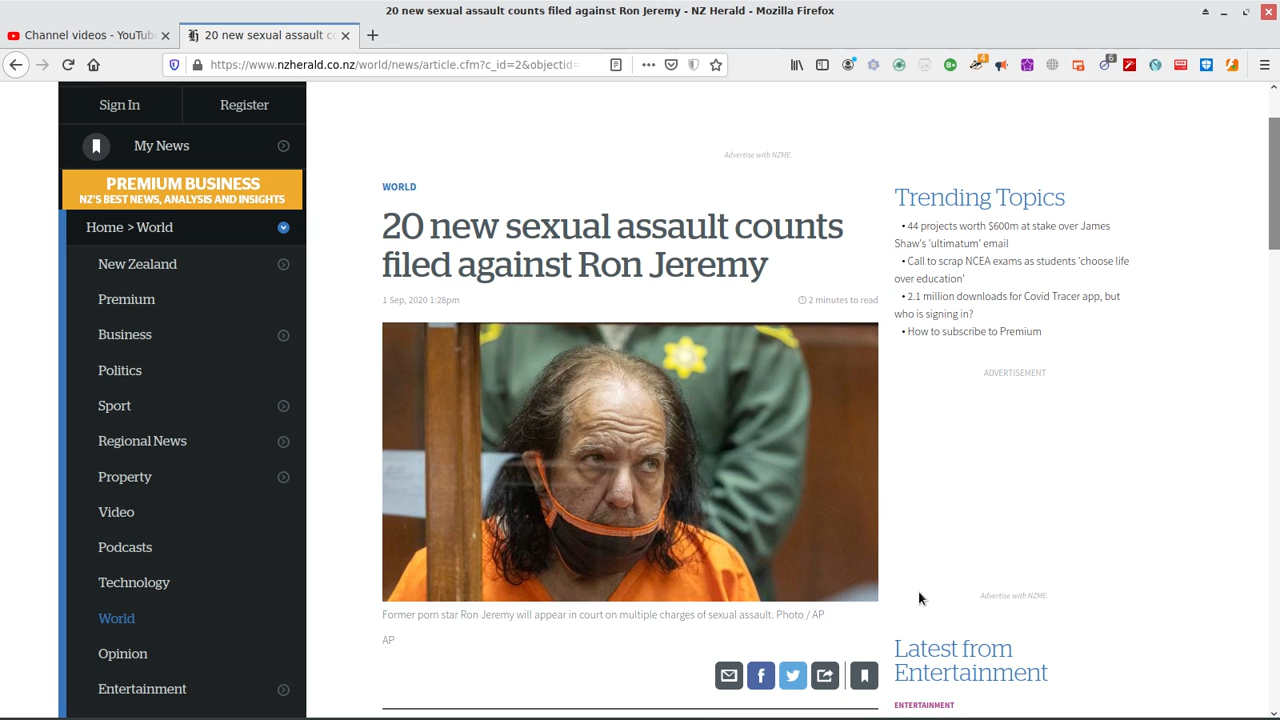 20 new sexual assault counts filed against Ron Jeremy - NZ Herald - Mozilla Firefox
Channel videos - YouTub
20 new sexual assault c
https://www.nzherald.co.nz/world/news/article.cfm?c_id=2&objectid=
4
6
Sign In
Register
My News
PREMIUM BUSINESS
NZ'S BEST NEWS, ANALYSIS AND INSIGHTS
Home > World
New Zealand
Premium
Business
Politics
Sport
Regional News
Property
Video
Podcasts
Technology
World
Opinion
Entertainment
Advertise with NZME.
WORLD
20 new sexual assault counts
filed against Ron Jeremy
1 Sep, 2020 1:28pm
2 minutes to read
Former porn star Ron Jeremy will appear in court on multiple charges of sexual assault. Photo / AP
AP
Trending Topics
• 44 projects worth $600m at stake over James
Shaw's 'ultimatum' email
• Call to scrap NCEA exams as students 'choose life
over education'
• 2.1 million downloads for Covid Tracer app, but
who is signing in?
• How to subscribe to Premium
ADVERTISEMENT
Advertise with NZME.
Latest from
Entertainment
ENTERTAINMENT